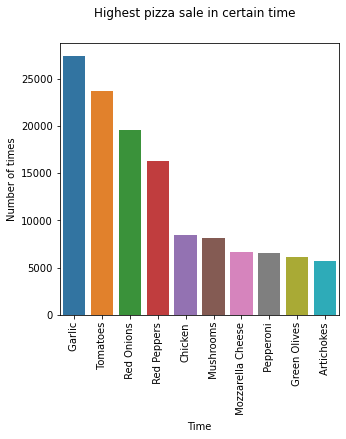 Highest pizza sale in certain time
Number of times
25000
20000
15000
10000
5000
0
Garlic
Tomatoes
Red Onions
Red Peppers
Chicken
Mushrooms
Mozzarella Cheese
Pepperoni
Green Olives
Artichokes
Time